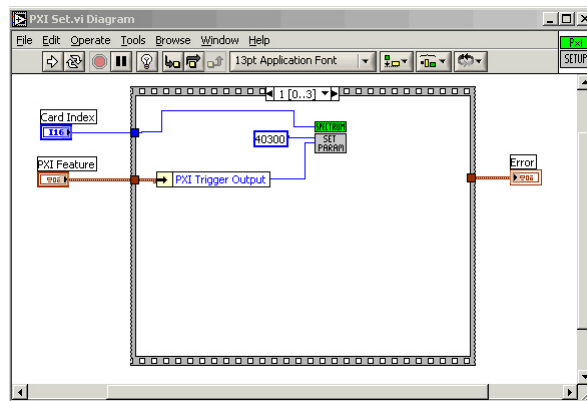 PXI Set.vi Diagram
File Edit Operate Tools Browse Window Help
13pt Application Font
PXI
SETUP
1 [0..3]
Card Index
I16
SPECTRUM
40300
SET
PARAM
PXI Feature
PXI Trigger Output
Error